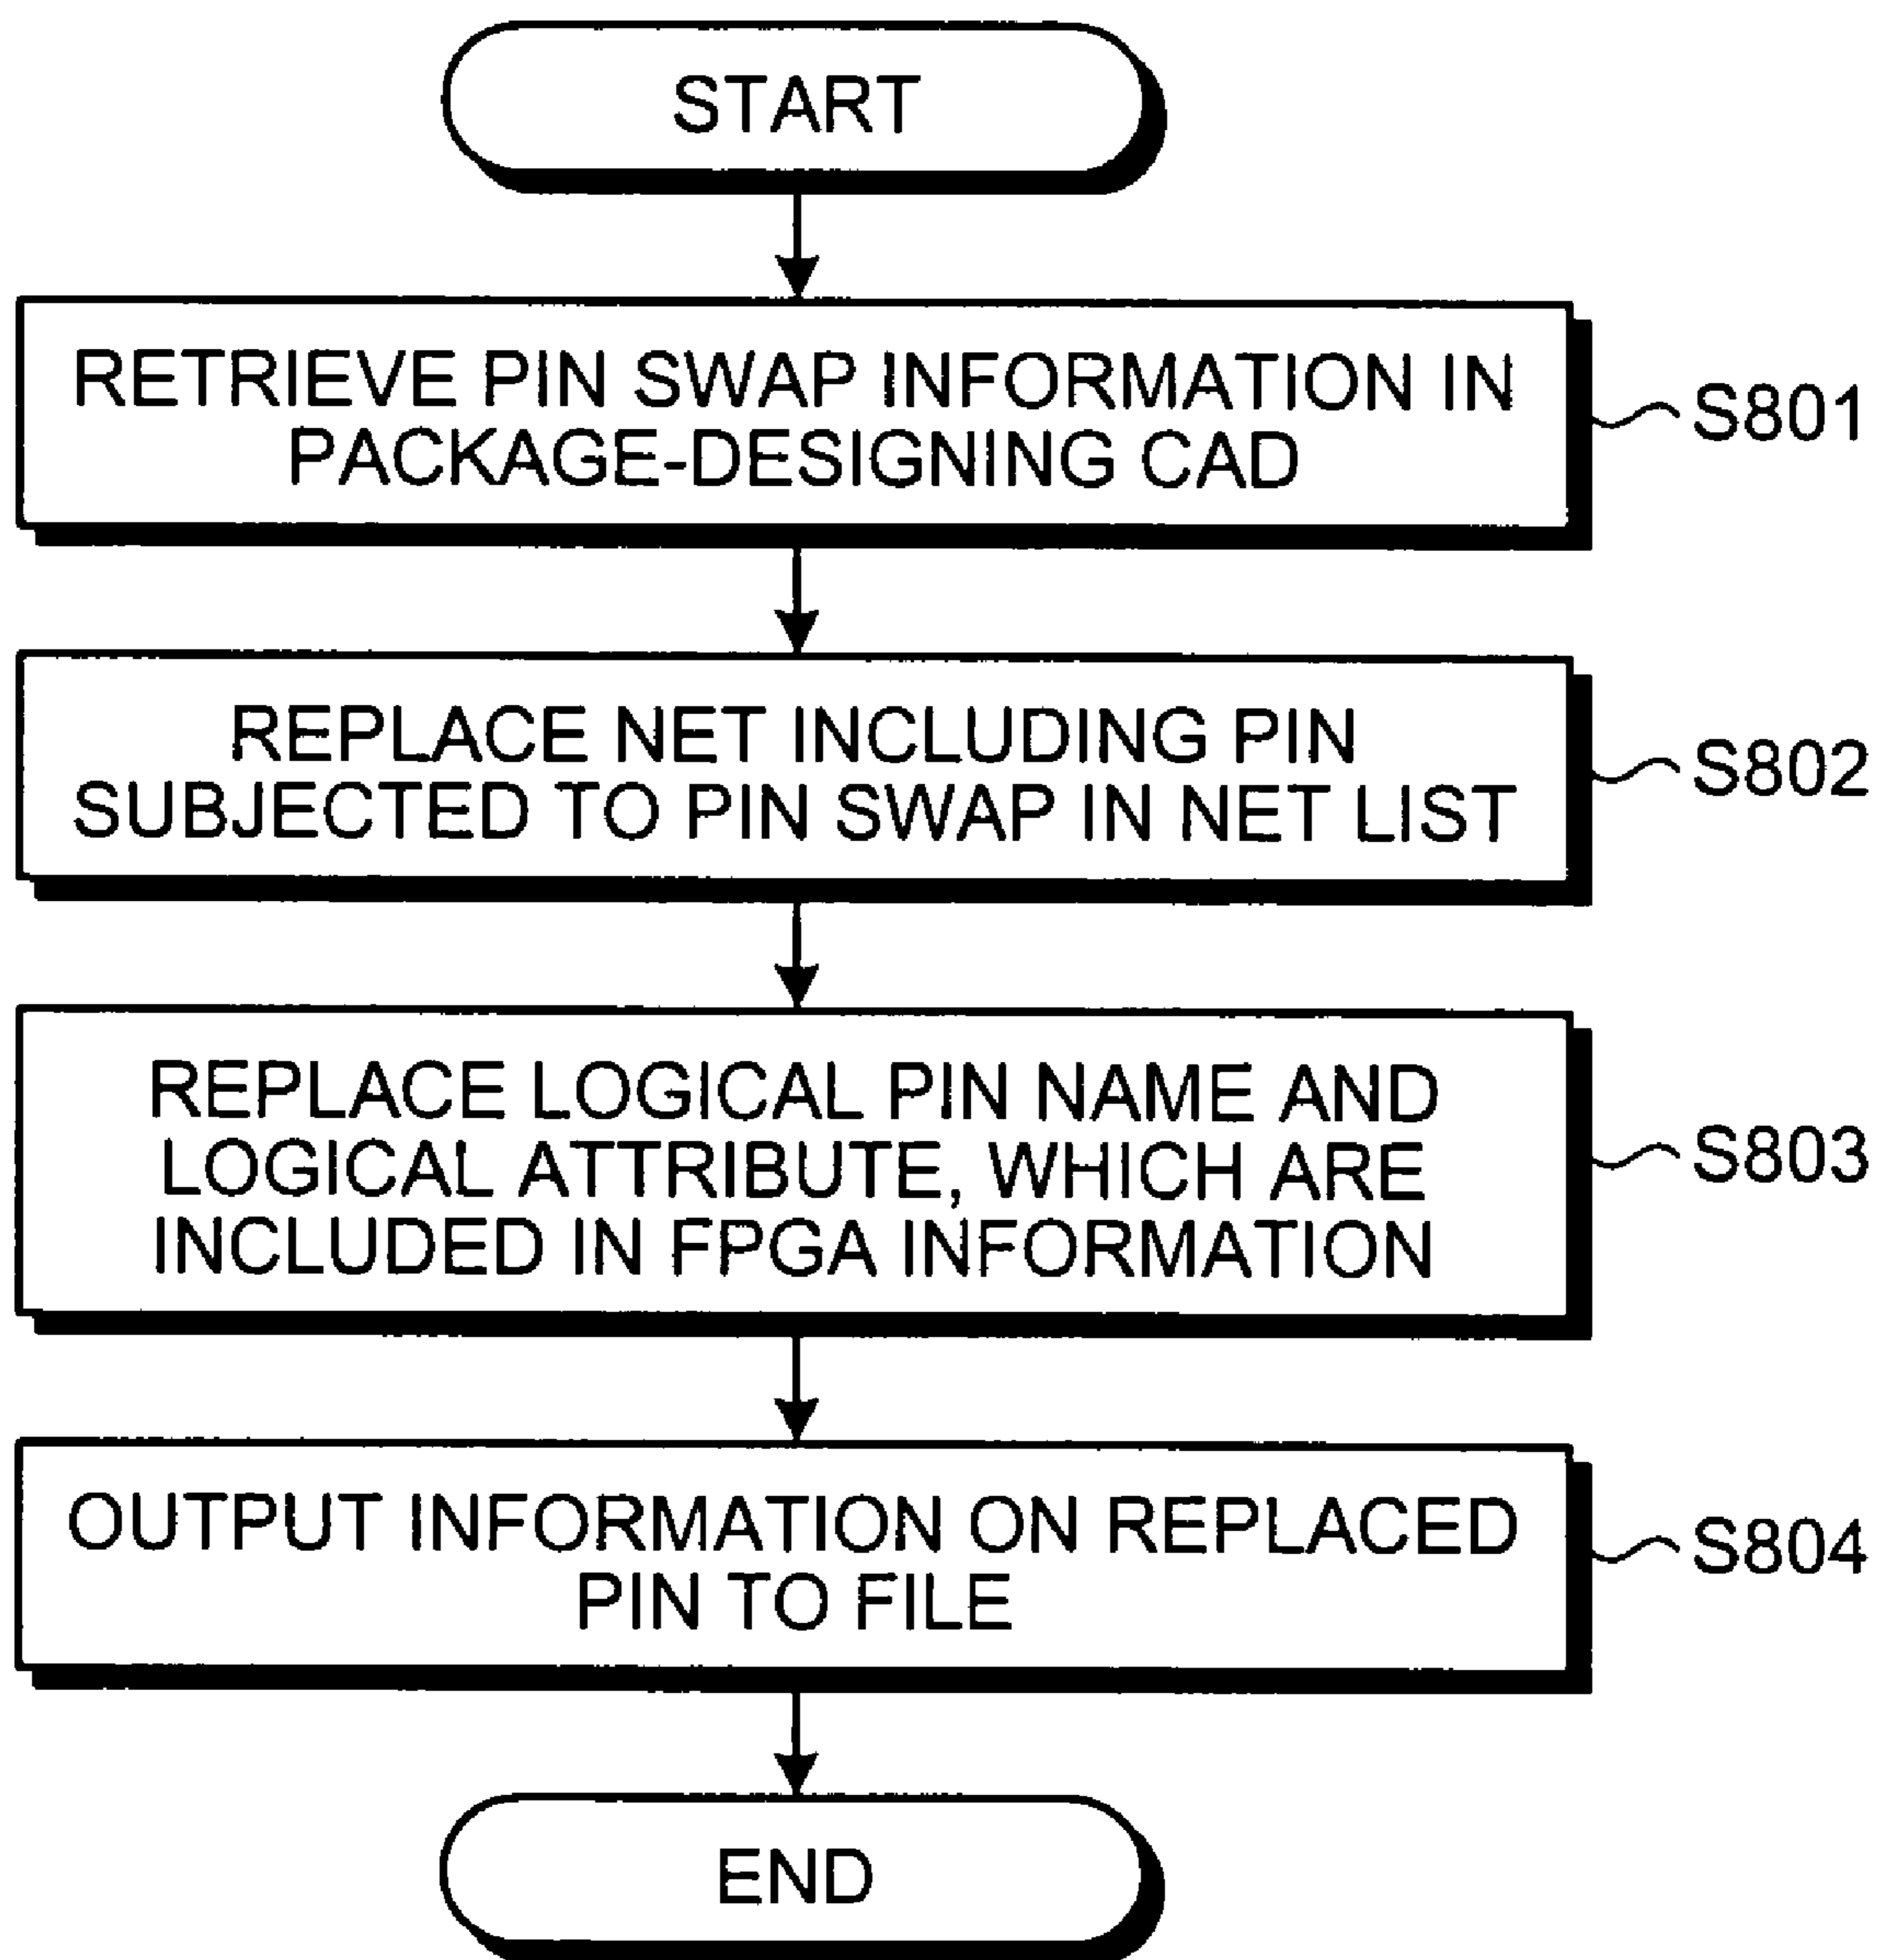 START
RETRIEVE PIN SWAP INFORMATION IN
PACKAGE-DESIGNING CAD
S801
REPLACE NET INCLUDING PIN
SUBJECTED TO PIN SWAP IN NET LIST
S802
REPLACE LOGICAL PIN NAME AND
LOGICAL ATTRIBUTE, WHICH ARE
INCLUDED IN FPGA INFORMATION
S803
OUTPUT INFORMATION ON REPLACED
PIN TO FILE
S804
END